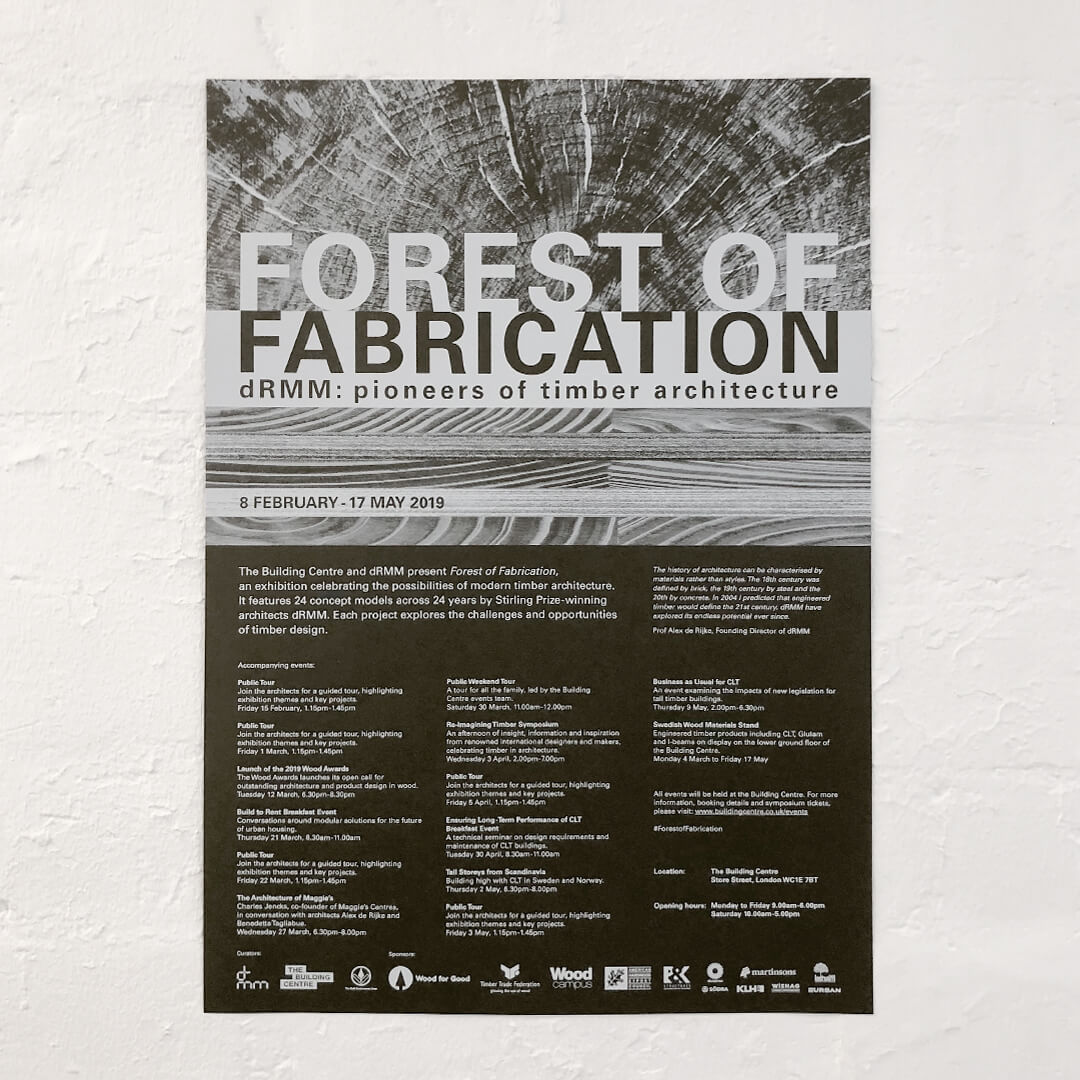 FOREST OF
FABRICATION
dRMM: pioneers of timber architecture
8 FEBRUARY - 17 MAY 2019
The Building Centre and dRMM present Forest of Fabrication,
an exhibition celebrating the possibilities of modern timber architecture.
It features 24 concept models across 24 years by Stirling Prize-winning
architects dRMM. Each project explores the challenges and opportunities
of timber design.
The history of architecture can be characterised by
materials rather than styles. The 18th century was
defined by brick, the 19th century by steel and the
20th by concrete. In 2004 I predicted that engineered
timber would define the 21st century. dRMM have
explored its endless potential ever since.
Prof Alex de Rijke, Founding Director of dRMM
Accompanying events:
Public Tour
Join the architects for a guided tour, highlighting
exhibition themes and key projects.
Friday 15 February, 1.15pm-1.45pm
Public Tour
Join the architects for a guided tour, highlighting
exhibition themes and key projects.
Friday 1 March, 1.15pm-1.45pm
Launch of the 2019 Wood Awards
The Wood Awards launches its open call for
outstanding architecture and product design in wood.
Tuesday 12 March, 6.30pm-8.30pm
Build to Rent Breakfast Event
Conversations around modular solutions for the future
of urban housing.
Thursday 21 March, 8.30am-11.00am
Public Tour
Join the architects for a guided tour, highlighting
exhibition themes and key projects.
Friday 22 March, 1.15pm-1.45pm
The Architecture of Maggie's
Charles Jencks, co-founder of Maggie's Centres,
in conversation with architects Alex de Rijke and
Benedetta Tagliabue.
Wednesday 27 March, 6.30pm-8.00pm
Public Weekend Tour
A tour for all the family, led by the Building
Centre events team.
Saturday 30 March, 11.00am-12.00pm
Re-Imagining Timber Symposium
An afternoon of insight, information and inspiration
from renowned international designers and makers,
celebrating timber in architecture.
Wednesday 3 April, 2.00pm-7.00pm
Public Tour
Join the architects for a guided tour, highlighting
exhibition themes and key projects.
Friday 5 April, 1.15pm-1.45pm
Ensuring Long-Term Performance of CLT
Breakfast Event
A technical seminar on design requirements and
maintenance of CLT buildings.
Tuesday 30 April, 8.30am-11.00am
Tall Storeys from Scandinavia
Building high with CLT in Sweden and Norway.
Thursday 2 May, 6.30pm-8.00pm
Public Tour
Join the architects for a guided tour, highlighting
exhibition themes and key projects.
Friday 3 May, 1.15pm-1.45pm
Business as Usual for CLT
An event examining the impacts of new legislation for
tall timber buildings.
Thursday 9 May, 2.00pm-6.30pm
Swedish Wood Materials Stand
Engineered timber products including CLT, Glulam
and I-beams on display on the lower ground floor of
the Building Centre.
Monday 4 March to Friday 17 May
All events will be held at the Building Centre. For more
information, booking details and symposium tickets,
please visit: www.buildingcentre.co.uk/events
#ForestofFabrication
Location: The Building Centre
Store Street, London WC1E 7BT
Opening hours: Monday to Friday 9.00am-6.00pm
Saturday 10.00am-5.00pm
Curators:
drmm
THE
BUILDING
CENTRE
Sponsors:
Wood for Good
Timber Trade Federation
growing the use of wood
Wood
campus
AMERICAN
HARDWOOD
EXPORT
COUNCIL
STRUCTURES
SÖDRA
martinsons
KLH
WIEHAG
EURBAN